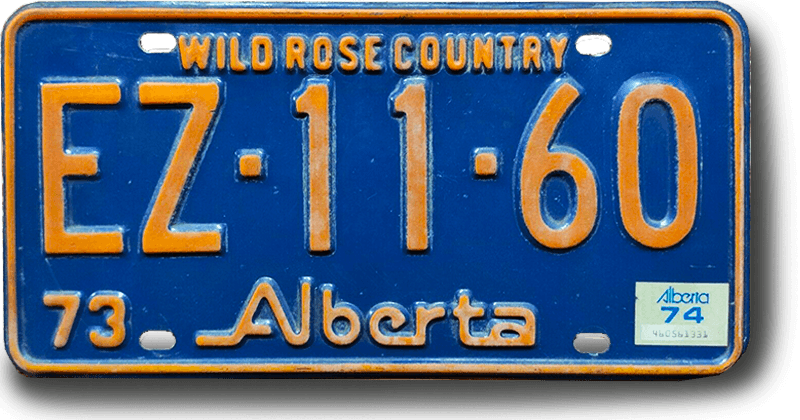 WILD ROSE COUNTRY
EZ·11·60
73 Alberta
Alberta
74